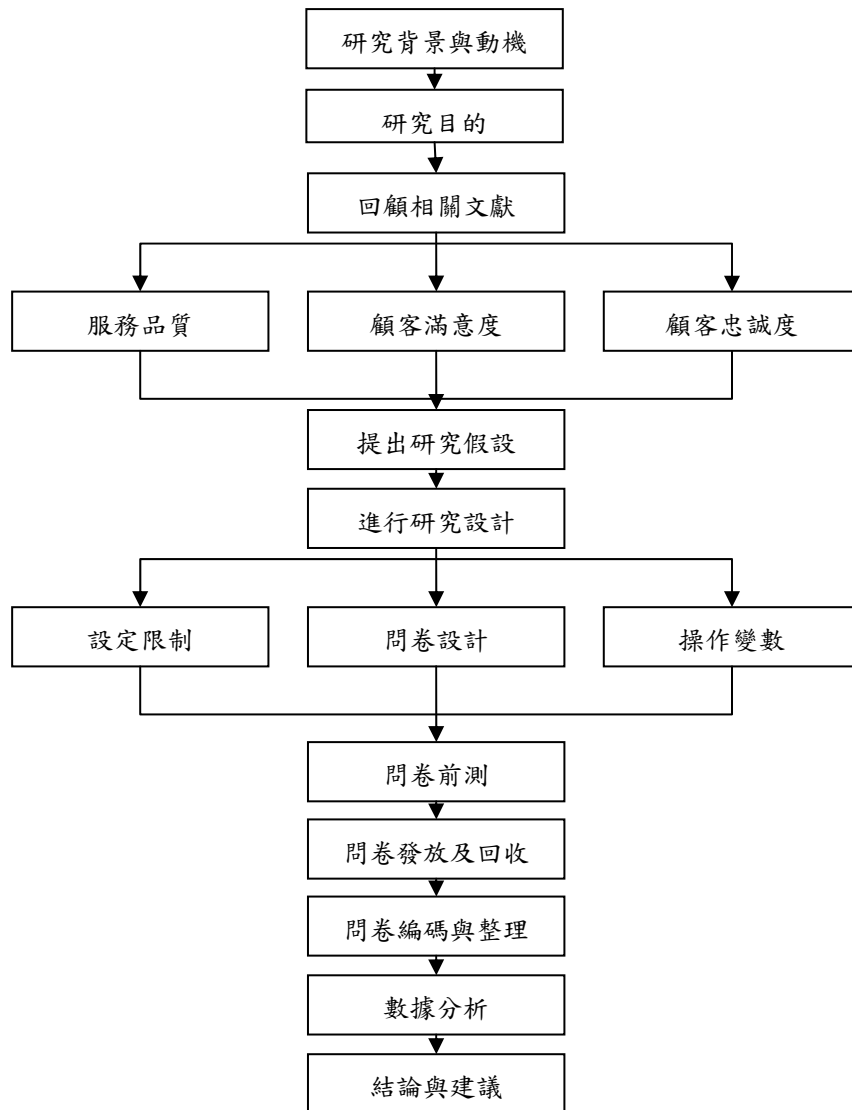 研究背景與動機
研究目的
回顧相關文獻
服務品質
顧客滿意度
顧客忠誠度
提出研究假設
進行研究設計
設定限制
問卷設計
操作變數
問卷前測
問卷發放及回收
問卷編碼與整理
數據分析
結論與建議